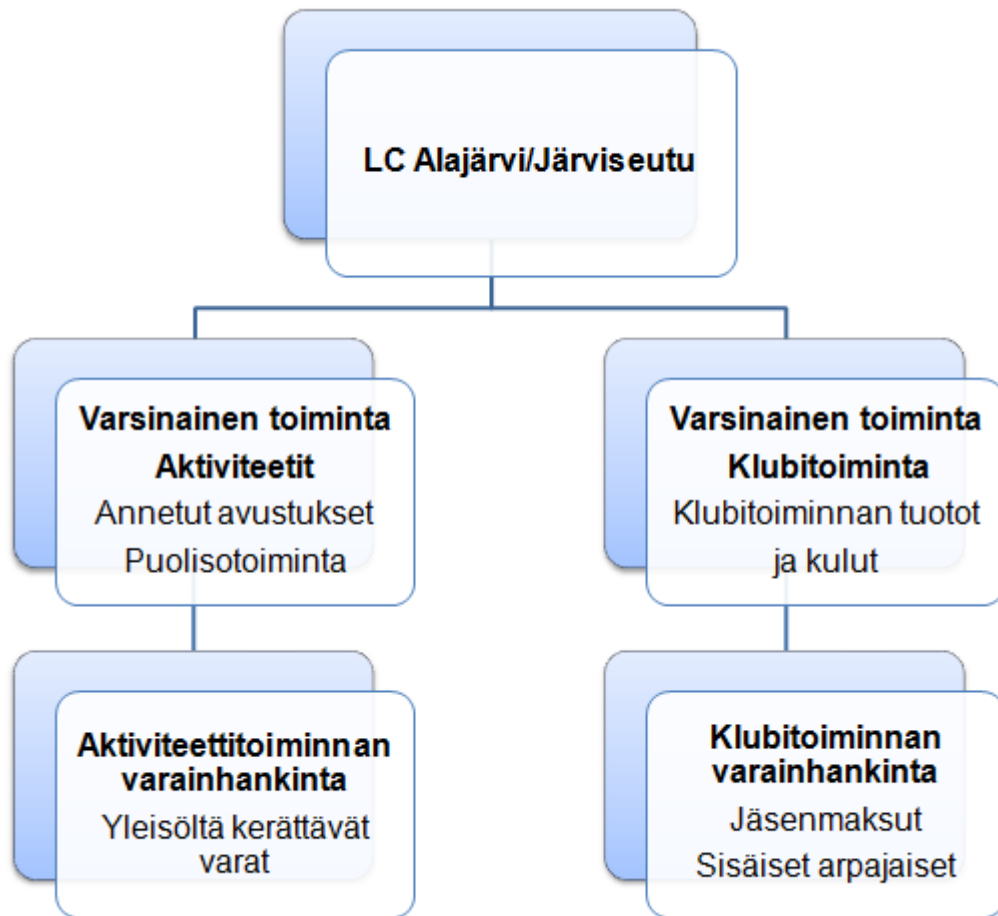 LC Alajärvi/Järviseutu
Varsinainen toiminta
Aktiviteetit
Annetut avustukset
Puolisotoiminta
Varsinainen toiminta
Klubitoiminta
Klubitoiminnan tuotot
ja kulut
Aktiviteettitoiminnan
varainhankinta
Yleisöltä kerättävät
varat
Klubitoiminnan
varainhankinta
Jäsenmaksut
Sisäiset arpajaiset